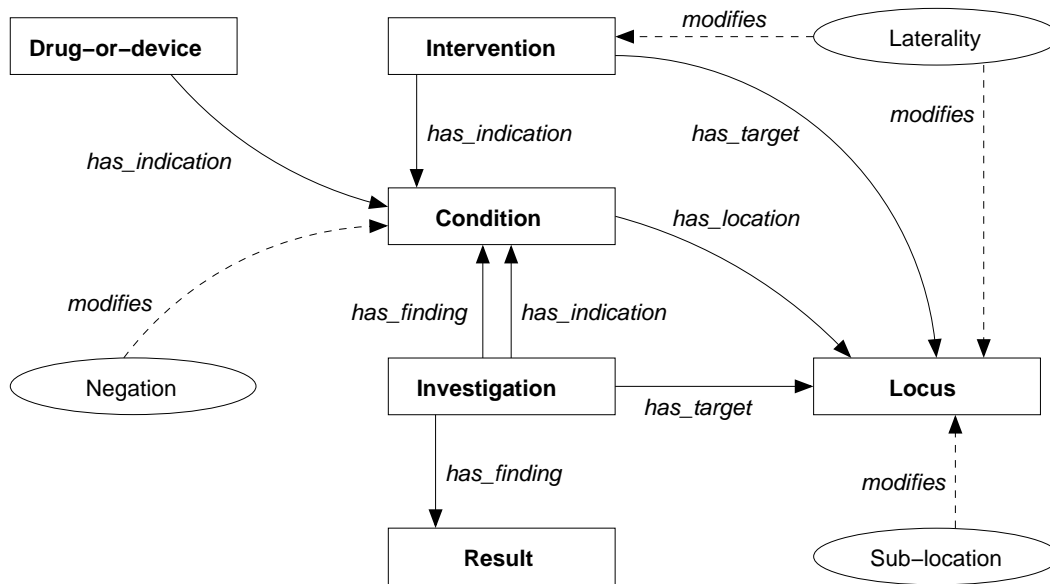 modifies
Drug−or−device
Intervention
Laterality
has_indication
has_target
modifies
has_indication
Condition
has_location
modifies
has_finding
has_indication
Negation
Investigation
has_target
Locus
has_finding
modifies
Result
Sub−location